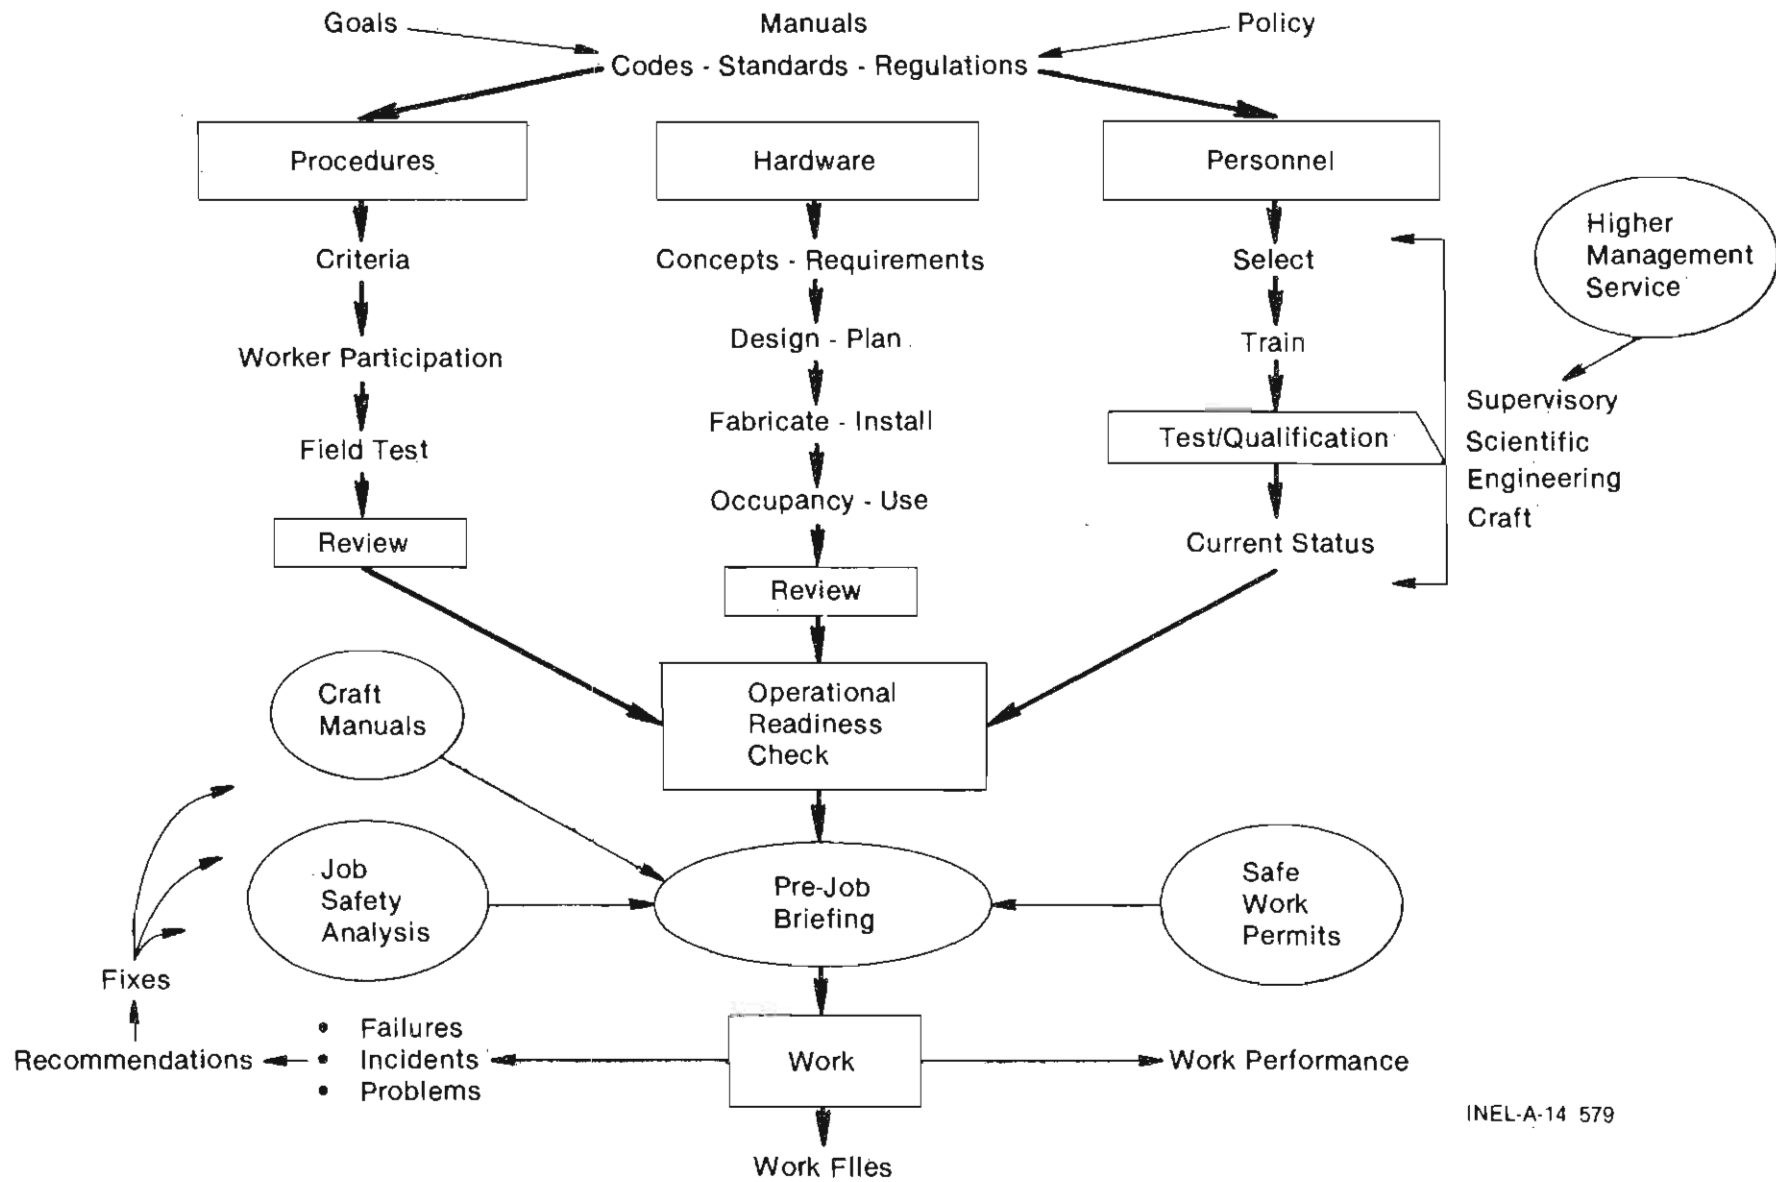 Goals
Manuals
Policy
Codes - Standards - Regulations
Procedures
Hardware
Personnel
Higher
Management
Service
Criteria
Concepts - Requirements
Select
Worker Participation
Design - Plan
Train
Supervisory
Scientific
Engineering
Craft
Field Test
Fabricate - Install
Test/Qualification
Occupancy - Use
Review
Current Status
Review
Craft
Manuals
Operational
Readiness
Check
Job
Safety
Analysis
Pre-Job
Briefing
Safe
Work
Permits
Fixes
Recommendations
• Failures
• Incidents
• Problems
Work
Work Performance
INEL-A-14 579
Work FIles